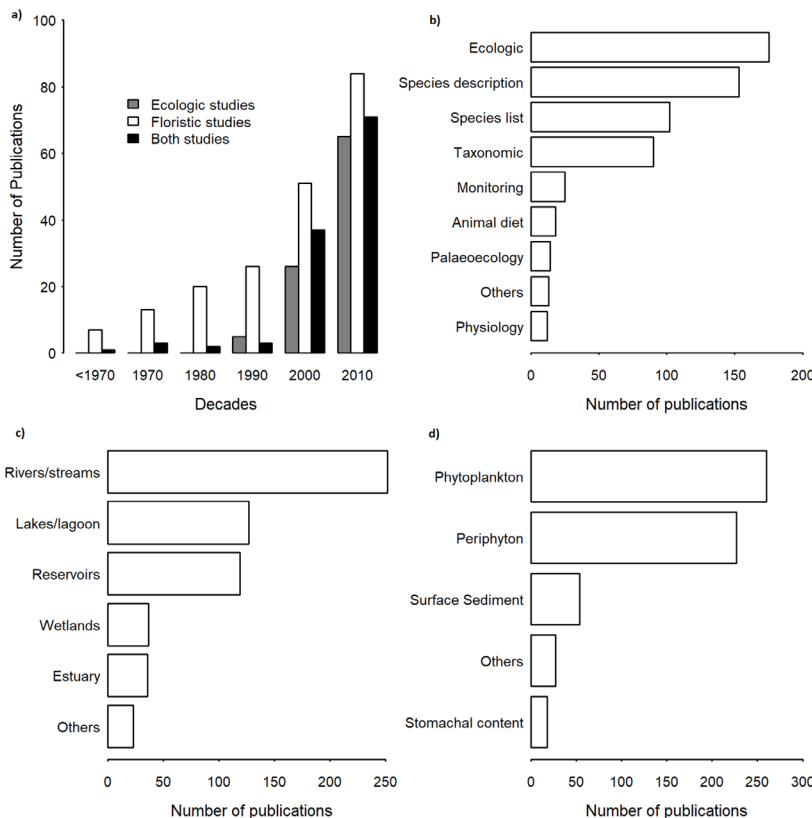 a)
100
80
60
40
20
0
Number of Publications
Ecologic studies
Floristic studies
Both studies
<1970 1970 1980 1990 2000 2010
Decades
b)
Ecologic
Species description
Species list
Taxonomic
Monitoring
Animal diet
Palaeoecology
Others
Physiology
0 50 100 150 200
Number of publications
c)
Rivers/streams
Lakes/lagoon
Reservoirs
Wetlands
Estuary
Others
0 50 100 150 200 250
Number of publications
d)
Phytoplankton
Periphyton
Surface Sediment
Others
Stomachal content
0 50 100 150 200 250 300
Number of publications